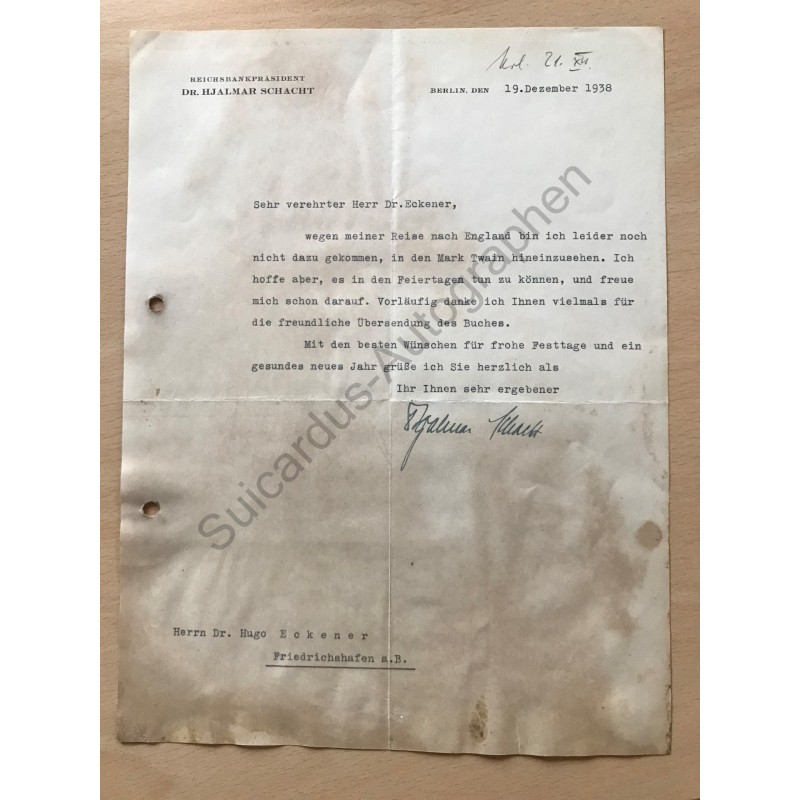 21. XII.
REICHSBANKPRÄSIDENT
DR. HJALMAR SCHACHT
BERLIN, DEN 19.Dezember 1938
Sehr verehrter Herr Dr.Eckener,
wegen meiner Reise nach England bin ich leider noch
nicht dazu gekommen, in den Mark Twain hineinzusehen. Ich
hoffe aber, es in den Feiertagen tun zu können, und freue
mich schon darauf. Vorläufig danke ich Ihnen vielmals für
die freundliche Übersendung des Buches.
Mit den besten Wünschen für frohe Festtage und ein
gesundes neues Jahr grüße ich Sie herzlich als
Ihr Ihnen sehr ergebener
Hjalmar Schacht
Herrn Dr. Hugo Eckener
Friedrichshafen a.B.
Suicardus-Autographen